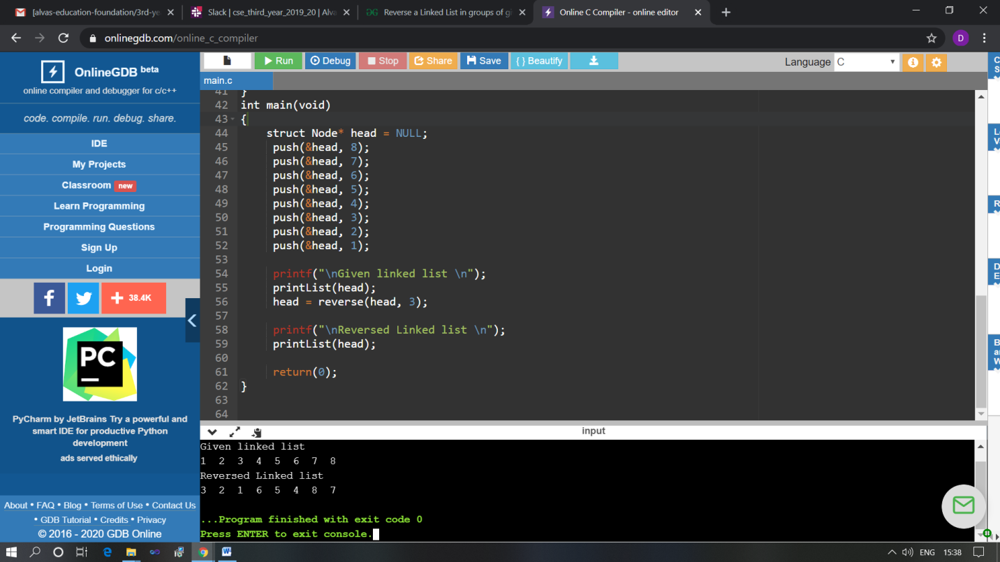 [alvas-education-foundation/3rd-ye
Slack | cse_third_year_2019_20 | Alva
Reverse a Linked List in groups of gi
Online C Compiler - online editor
D
onlinegdb.com/online_c_compiler
OnlineGDB beta
online compiler and debugger for c/c++
code. compile. run. debug. share.
IDE
My Projects
Classroom new
Learn Programming
Programming Questions
Sign Up
Login
38.4K
PC
PyCharm by JetBrains Try a powerful and
smart IDE for productive Python
development
ads served ethically
About • FAQ • Blog • Terms of Use • Contact Us
• GDB Tutorial • Credits • Privacy
© 2016 - 2020 GDB Online
Run Debug Stop Share Save { } Beautify
Language C
main.c
41 }
42 int main(void)
43 {
44 struct Node* head = NULL;
45 push(&head, 8);
46 push(&head, 7);
47 push(&head, 6);
48 push(&head, 5);
49 push(&head, 4);
50 push(&head, 3);
51 push(&head, 2);
52 push(&head, 1);
53
54 printf("\nGiven linked list \n");
55 printList(head);
56 head = reverse(head, 3);
57
58 printf("\nReversed Linked list \n");
59 printList(head);
60
61 return(0);
62 }
63
64
input
Given linked list
1 2 3 4 5 6 7 8
Reversed Linked list
3 2 1 6 5 4 8 7
...Program finished with exit code 0
Press ENTER to exit console.
ENG 15:38